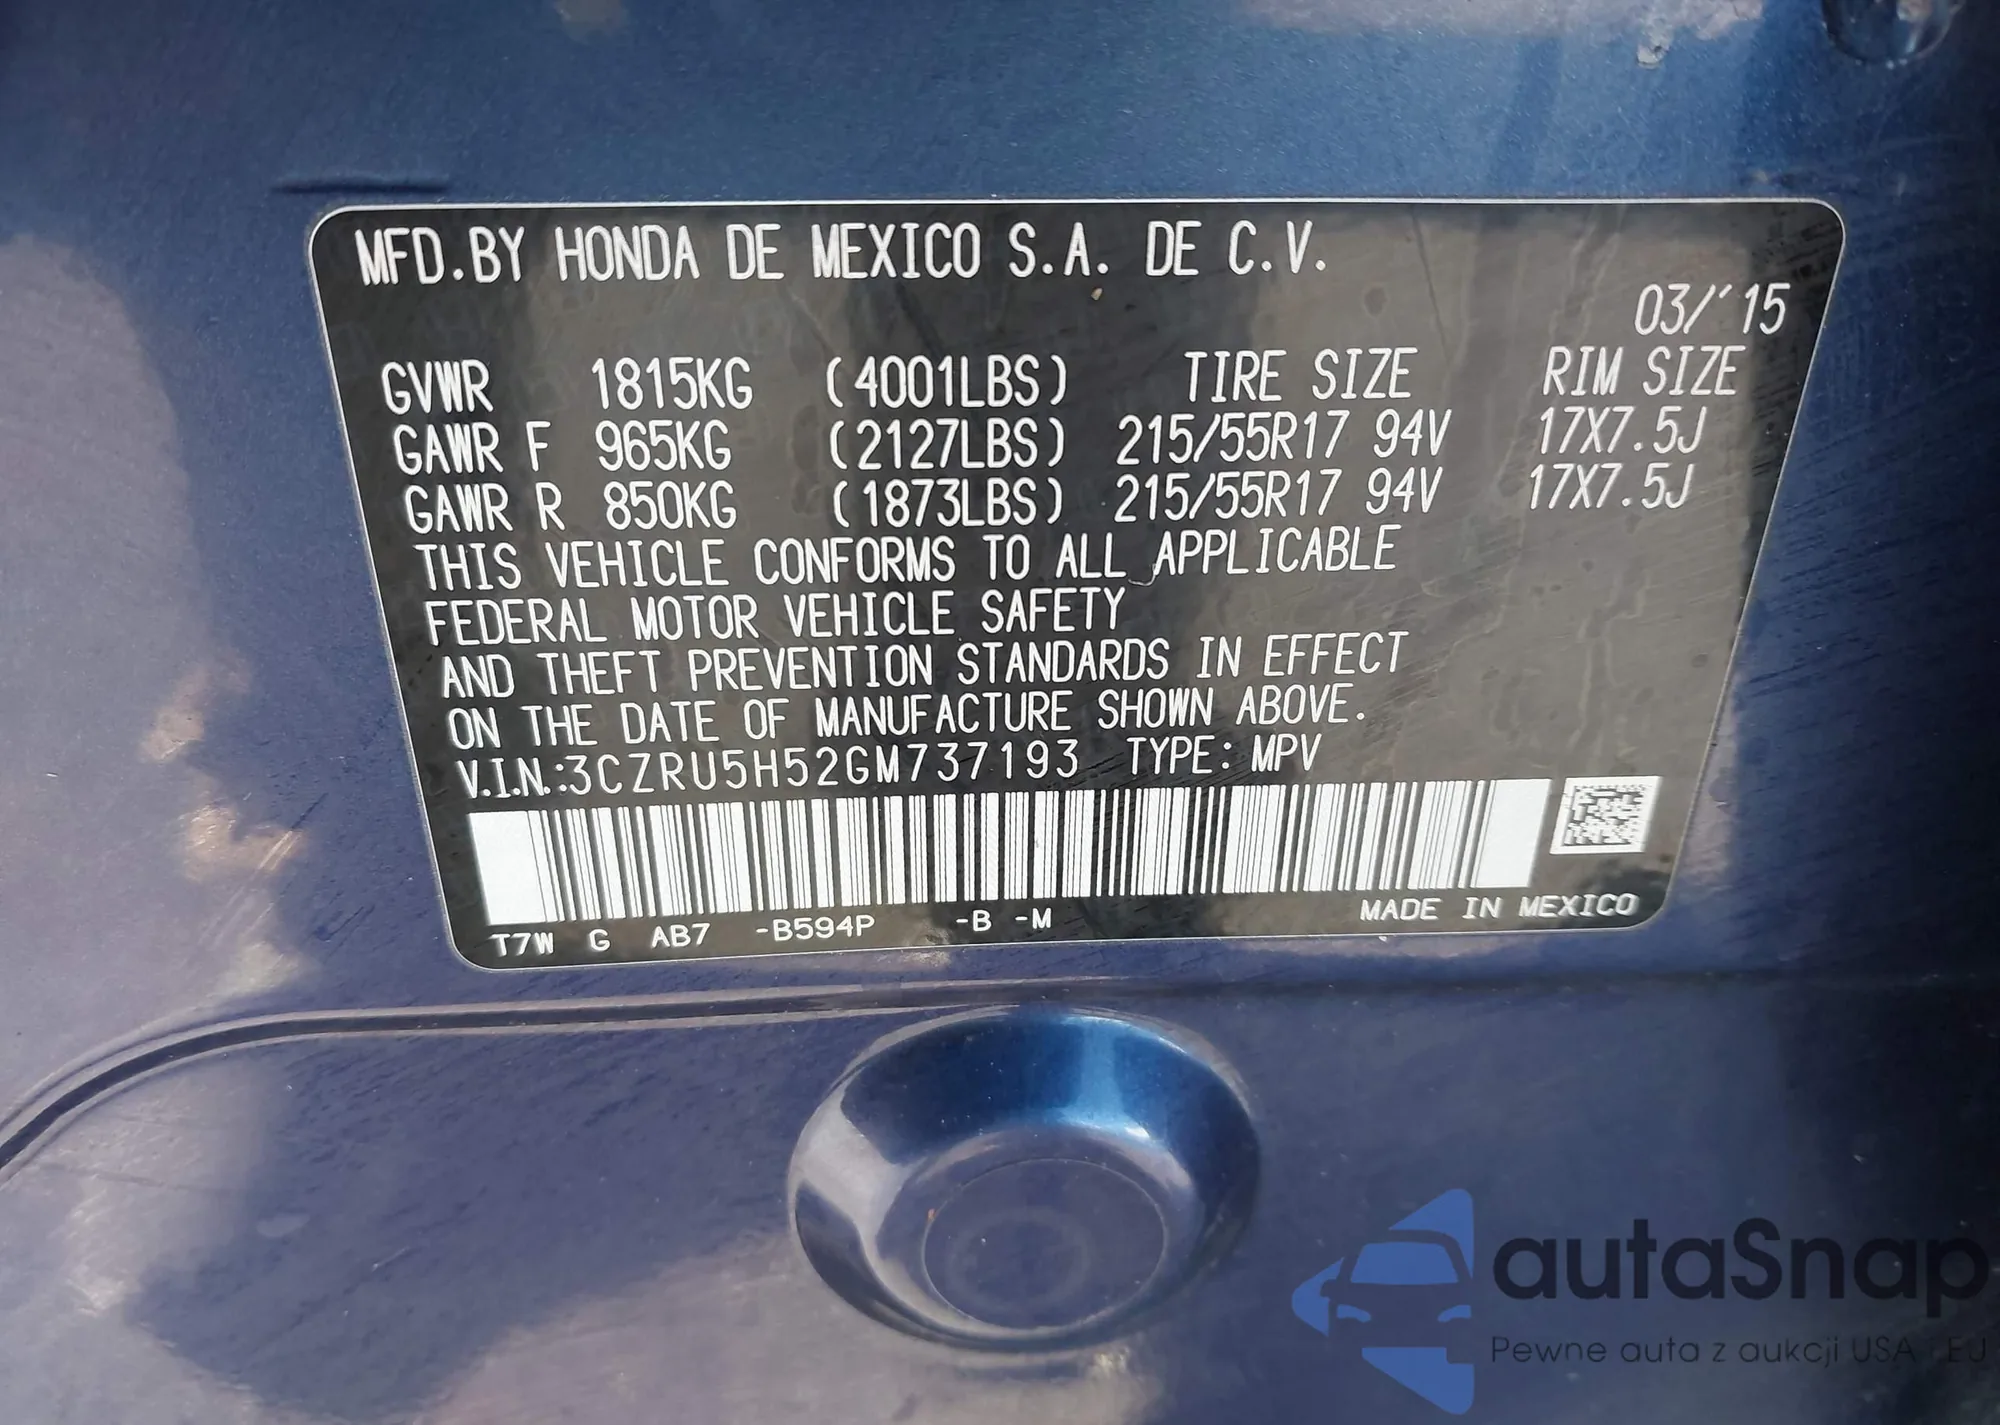 MFD.BY HONDA DE MEXICO S.A. DE C.V.
03/'15
GVWR 1815KG (4001LBS) TIRE SIZE RIM SIZE
GAWR F 965KG (2127LBS) 215/55R17 94V 17X7.5J
GAWR R 850KG (1873LBS) 215/55R17 94V 17X7.5J
THIS VEHICLE CONFORMS TO ALL APPLICABLE
FEDERAL MOTOR VEHICLE SAFETY
AND THEFT PREVENTION STANDARDS IN EFFECT
ON THE DATE OF MANUFACTURE SHOWN ABOVE.
V.I.N.:3CZRU5H52GM737193 TYPE: MPV
T7W G AB7 -B594P -B -M MADE IN MEXICO
autaSnap
Pewne auta z aukcji USA i EU